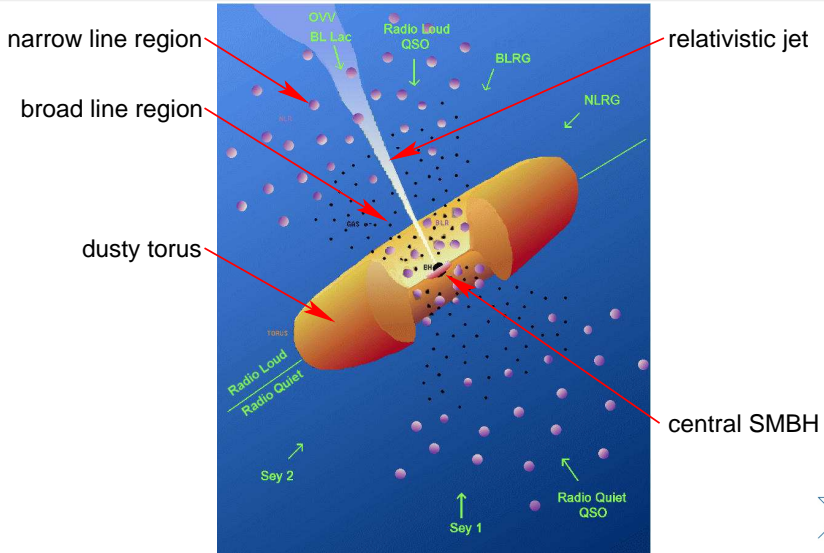 narrow line region
broad line region
dusty torus
relativistic jet
central SMBH
OVV
BL Lac
Radio Loud
QSO
BLRG
NLRG
BLR
GAS
BLR
BH
TORUS
Radio Loud
Radio Quiet
Sey 2
Sey 1
Radio Quiet
QSO